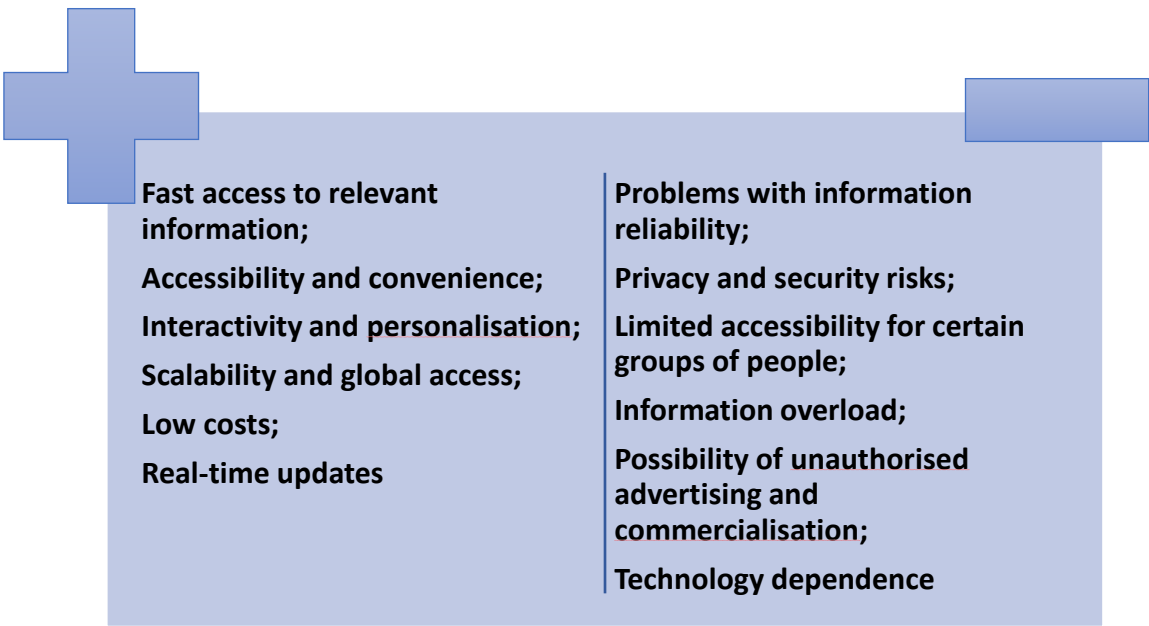 Fast access to relevant
information;
Accessibility and convenience;
Interactivity and personalisation;
Scalability and global access;
Low costs;
Real-time updates
Problems with information
reliability;
Privacy and security risks;
Limited accessibility for certain
groups of people;
Information overload;
Possibility of unauthorised
advertising and
commercialisation;
Technology dependence